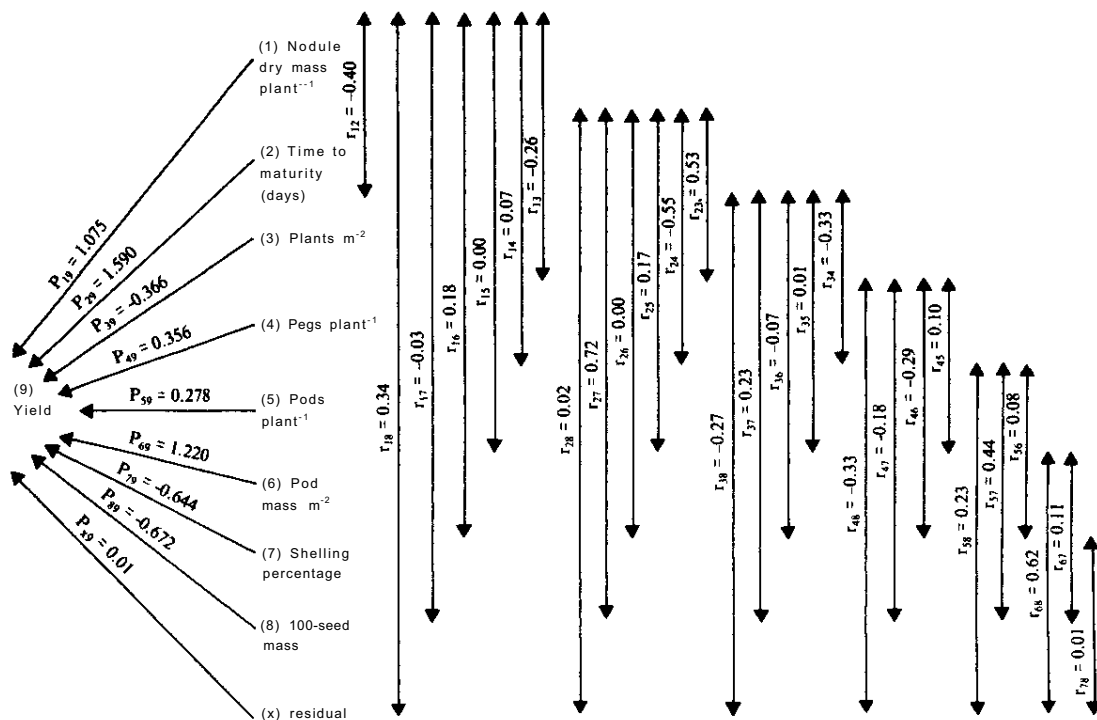 (1) Nodule
dry mass
plant⁻⁻¹
(2) Time to
maturity
(days)
(3) Plants m⁻²
(4) Pegs plant⁻¹
(5) Pods
plant⁻¹
(6) Pod
mass m⁻²
(7) Shelling
percentage
(8) 100-seed
mass
(x) residual
(9)
Yield
P₁₉ = 1.075
P₂₉ = 1.590
P₃₉ = -0.366
P₄₉ = 0.356
P₅₉ = 0.278
P₆₉ = 1.220
P₇₉ = -0.644
P₈₉ = -0.672
Pₓ₉ = 0.01
r₁₂ = −0.40
r₁₈ = 0.34
r₁₇ = −0.03
r₁₆ = 0.18
r₁₅ = 0.00
r₁₄ = 0.07
r₁₃ = −0.26
r₂₈ = 0.02
r₂₇ = 0.72
r₂₆ = 0.00
r₂₅ = 0.17
r₂₄ = −0.55
r₂₃, = 0.53
r₃₈ = −0.27
r₃₇ = 0.23
r₃₆ = −0.07
r₃₅ = 0.01
r₃₄ = −0.33
r₄₈ = −0.33
r₄₇ = −0.18
r₄₆ = −0.29
r₄₅ = 0.10
r₅₈ = 0.23
r₅₇ = 0.44
r₅₆ = 0.08
r₆₈ = 0.62
r₆₇ = 0.11
r₇₈ = 0.01